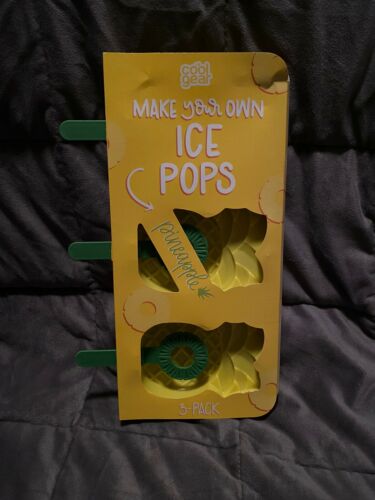 cool
gear
MAKE your OWN
ICE
POPS
pineapple
3-PACK